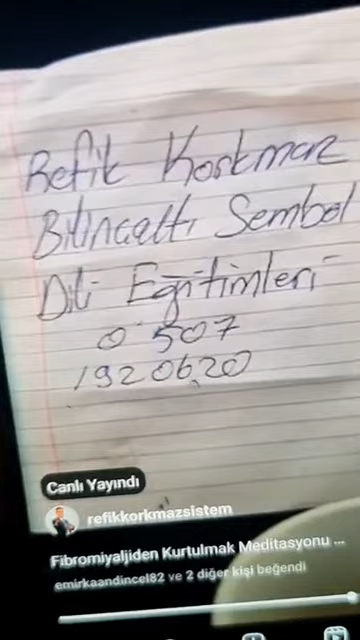 Refik Korkmaz
Bilinçaltı Sembol
Dili Eğitimleri
0 507
1920620
Canlı Yayındı
refikkorkmazsistem
Fibromiyaljiden Kurtulmak Meditasyonu ...
emirkaandincel82 ve 2 diğer kişi beğendi